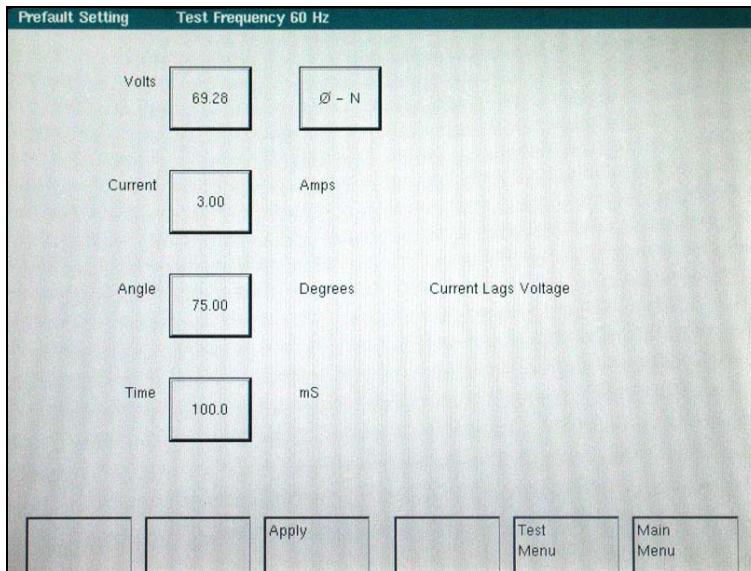 Prefault Setting Test Frequency 60 Hz
Volts 69.28 Ø - N
Current 3.00 Amps
Angle 75.00 Degrees Current Lags Voltage
Time 100.0 mS
Apply Test Menu Main Menu